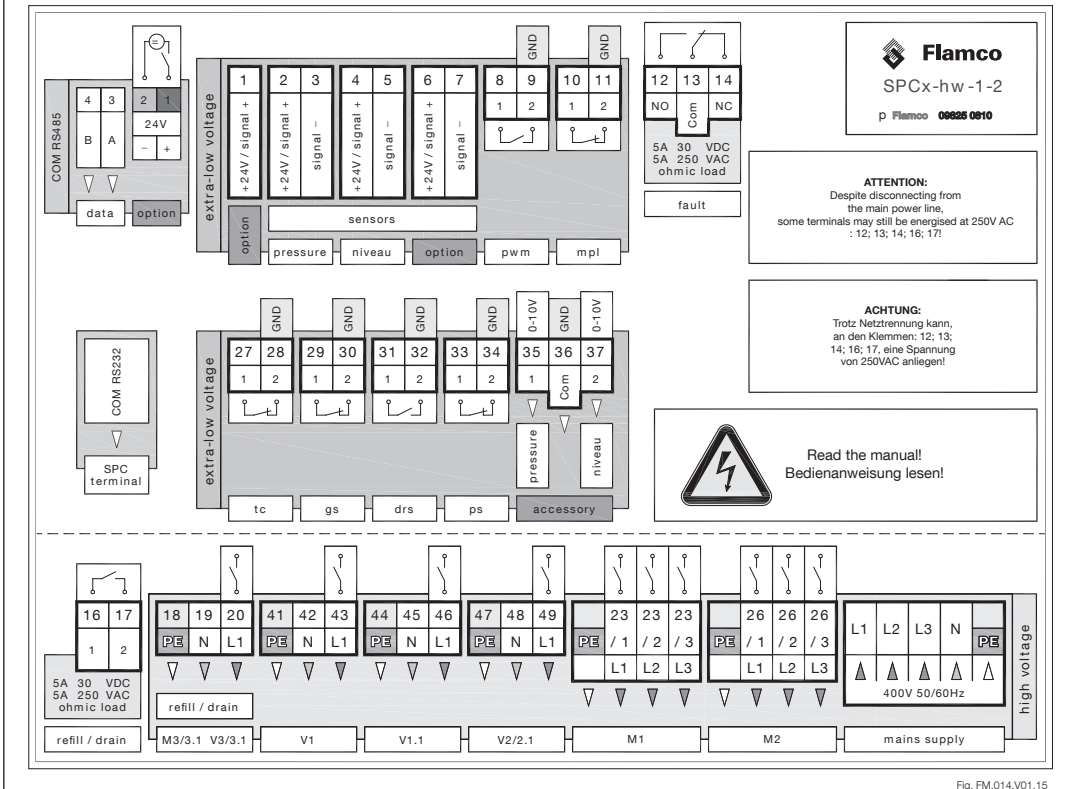 COM RS485
4 3
B A
data
2 1
24V
– +
option
extra-low voltage
1
+24V / signal +
option
2 3
+24V / signal + signal –
pressure
4 5
+24V / signal + signal –
niveau
6 7
+24V / signal + signal –
option
sensors
GND
8 9
1 2
pwm
GND
10 11
1 2
mpl
12 13 14
NO Com NC
5A 30 VDC
5A 250 VAC
ohmic load
fault
Flamco
SPCx-hw-1-2
p Flamco 09825 0810
ATTENTION:
Despite disconnecting from
the main power line,
some terminals may still be energised at 250V AC
: 12; 13; 14; 16; 17!
COM RS232
SPC
terminal
extra-low voltage
GND
27 28
1 2
tc
GND
29 30
1 2
gs
GND
31 32
1 2
drs
GND
33 34
1 2
ps
0-10V GND 0-10V
35 36 37
1 Com 2
pressure niveau
accessory
ACHTUNG:
Trotz Netztrennung kann,
an den Klemmen: 12; 13;
14; 16; 17, eine Spannung
von 250VAC anliegen!
Read the manual!
Bedienanweisung lesen!
16 17
1 2
5A 30 VDC
5A 250 VAC
ohmic load
refill / drain
18 19 20
PE N L1
refill / drain
M3/3.1 V3/3.1
41 42 43
PE N L1
V1
44 45 46
PE N L1
V1.1
47 48 49
PE N L1
V2/2.1
23 23 23
PE / 1 / 2 / 3
L1 L2 L3
M1
26 26 26
PE / 1 / 2 / 3
L1 L2 L3
M2
L1 L2 L3 N PE
400V 50/60Hz
mains supply
high voltage
Fig. FM.014.V01.15